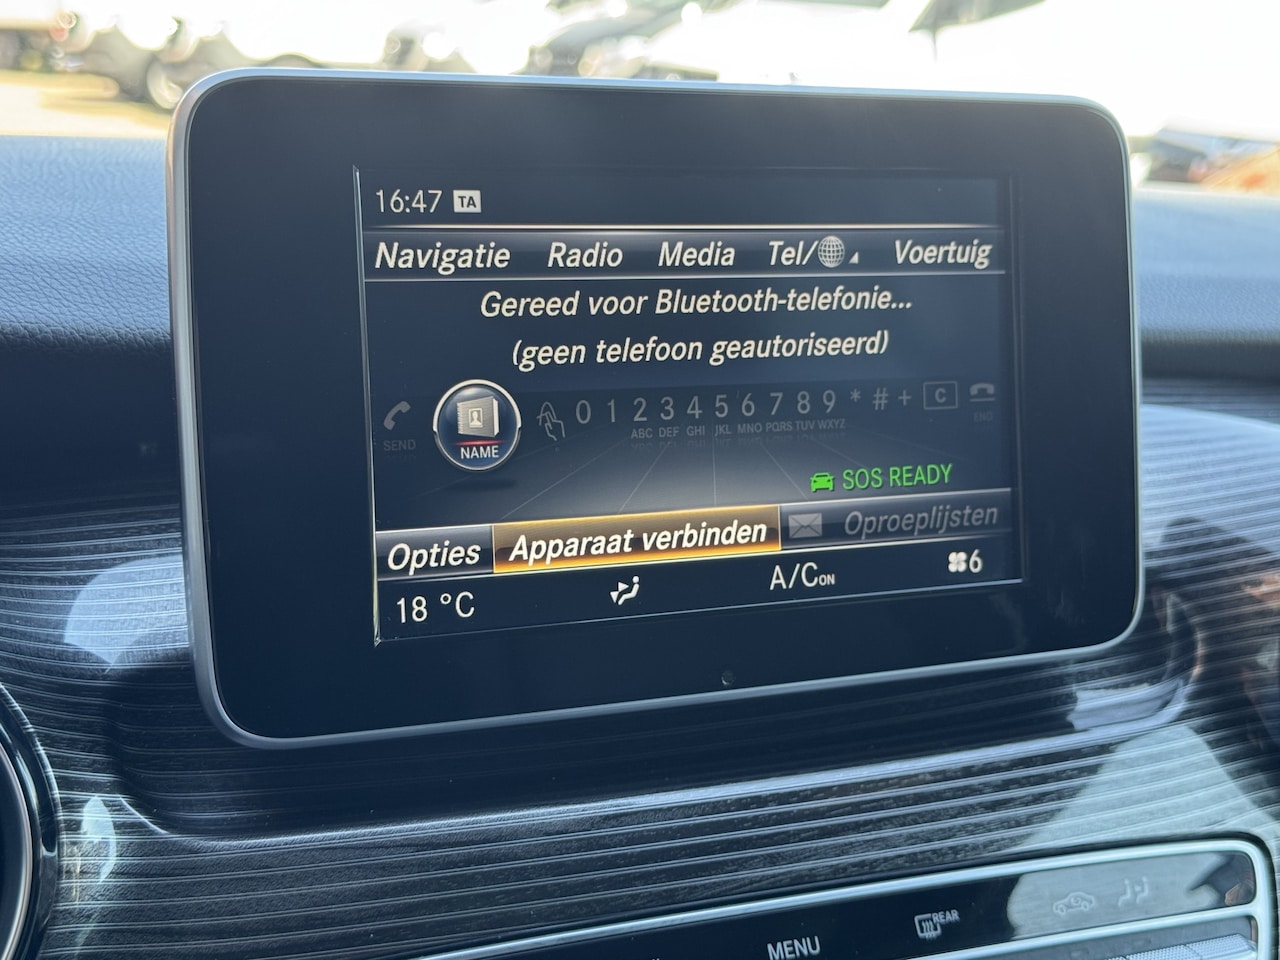 16:47 TA
Navigatie Radio Media Tel/ Voertuig
Gereed voor Bluetooth-telefonie...
(geen telefoon geautoriseerd)
SEND NAME 0 1 2 3 4 5 6 7 8 9 * # + C END
ABC DEF GHI JKL MNO PQRS TUV WXYZ
SOS READY
Opties Apparaat verbinden Oproeplijsten
18 °C A/C ON 6
MENU REAR